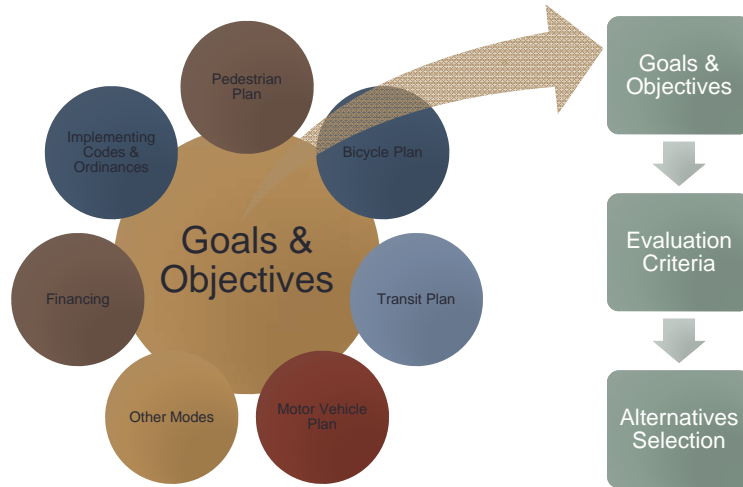 Pedestrian
Plan
Implementing
Codes &
Ordinances
Bicycle Plan
Goals &
Objectives
Financing
Transit Plan
Other Modes
Motor Vehicle
Plan
Goals &
Objectives
Evaluation
Criteria
Alternatives
Selection